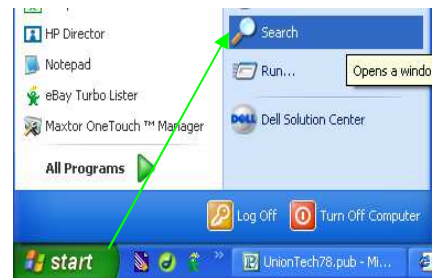 HP Director
Notepad
eBay Turbo Lister
Maxtor OneTouch ™ Manager
All Programs
Search
Run...
Opens a windo
DELL Dell Solution Center
Log Off
Turn Off Computer
start
UnionTech78.pub - Mi...